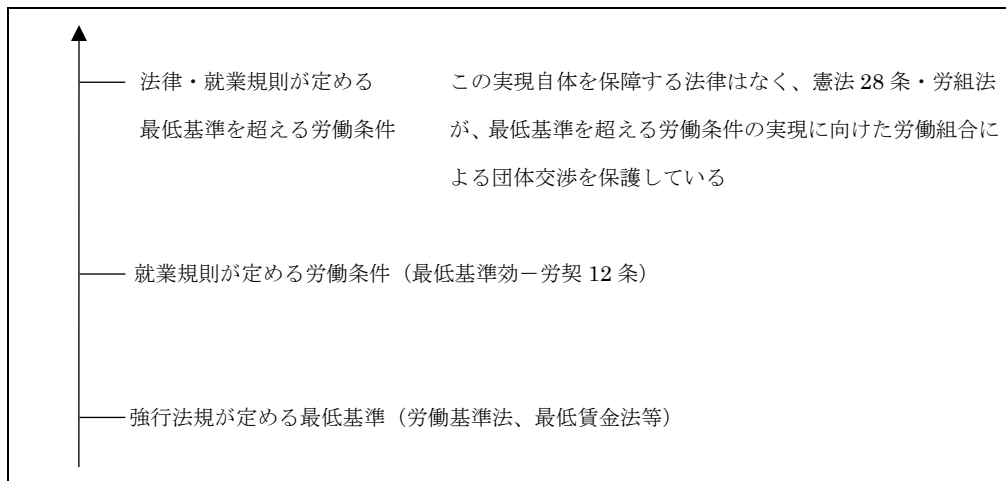 法律・就業規則が定める
最低基準を超える労働条件
この実現自体を保障する法律はなく、憲法 28 条・労組法
が、最低基準を超える労働条件の実現に向けた労働組合に
よる団体交渉を保護している
就業規則が定める労働条件（最低基準効－労契 12 条）
強行法規が定める最低基準（労働基準法、最低賃金法等）